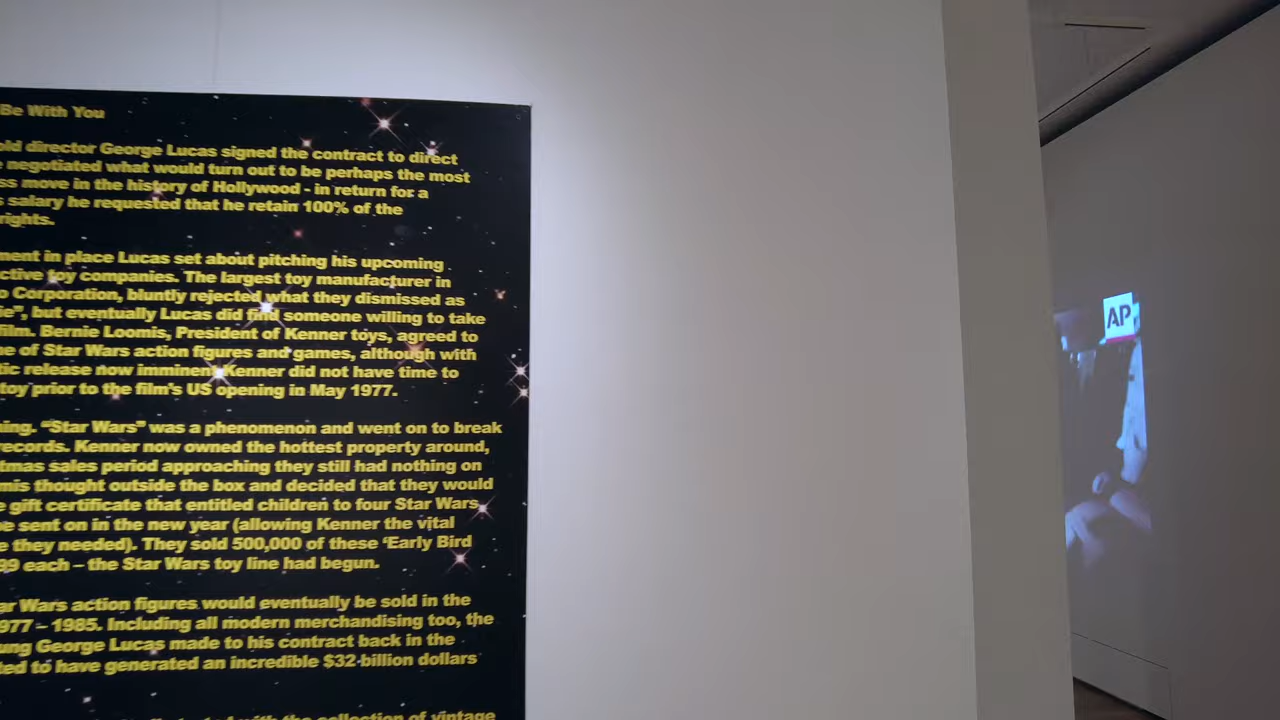 Be With You
old director George Lucas signed the contract to direct
negotiated what would turn out to be perhaps the most
ss move in the history of Hollywood - in return for a
s salary he requested that he retain 100% of the
rights.
ment in place Lucas set about pitching his upcoming
ctive toy companies. The largest toy manufacturer in
o Corporation, bluntly rejected what they dismissed as
ie", but eventually Lucas did find someone willing to take
film. Bernie Loomis, President of Kenner toys, agreed to
ne of Star Wars action figures and games, although with
tic release now imminent Kenner did not have time to
toy prior to the film's US opening in May 1977.
ning. "Star Wars" was a phenomenon and went on to break
records. Kenner now owned the hottest property around,
tmas sales period approaching they still had nothing on
mis thought outside the box and decided that they would
e gift certificate that entitled children to four Star Wars
be sent on in the new year (allowing Kenner the vital
e they needed). They sold 500,000 of these 'Early Bird
99 each – the Star Wars toy line had begun.
ar Wars action figures would eventually be sold in the
977 – 1985. Including all modern merchandising too, the
ung George Lucas made to his contract back in the
ted to have generated an incredible $32-billion dollars
with the collection of vintage
AP